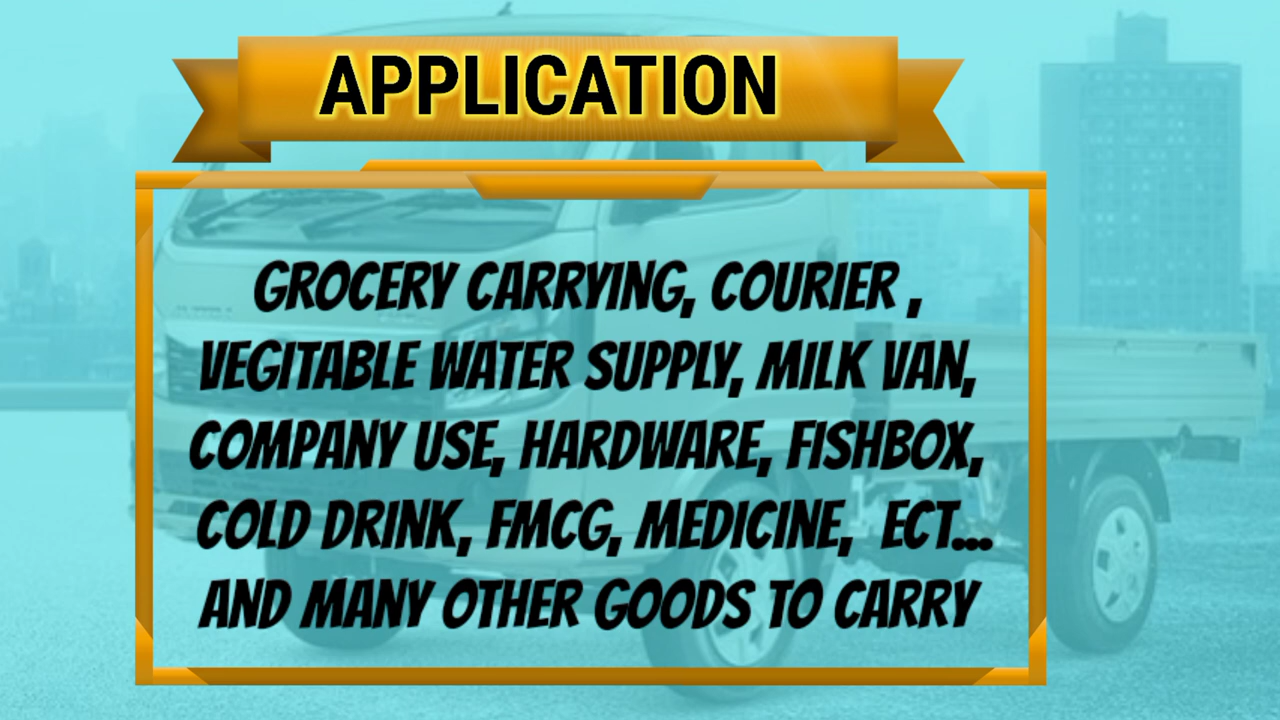 APPLICATION
GROCERY CARRYING, COURIER ,
VEGITABLE WATER SUPPLY, MILK VAN,
COMPANY USE, HARDWARE, FISHBOX,
COLD DRINK, FMCG, MEDICINE, ECT...
AND MANY OTHER GOODS TO CARRY